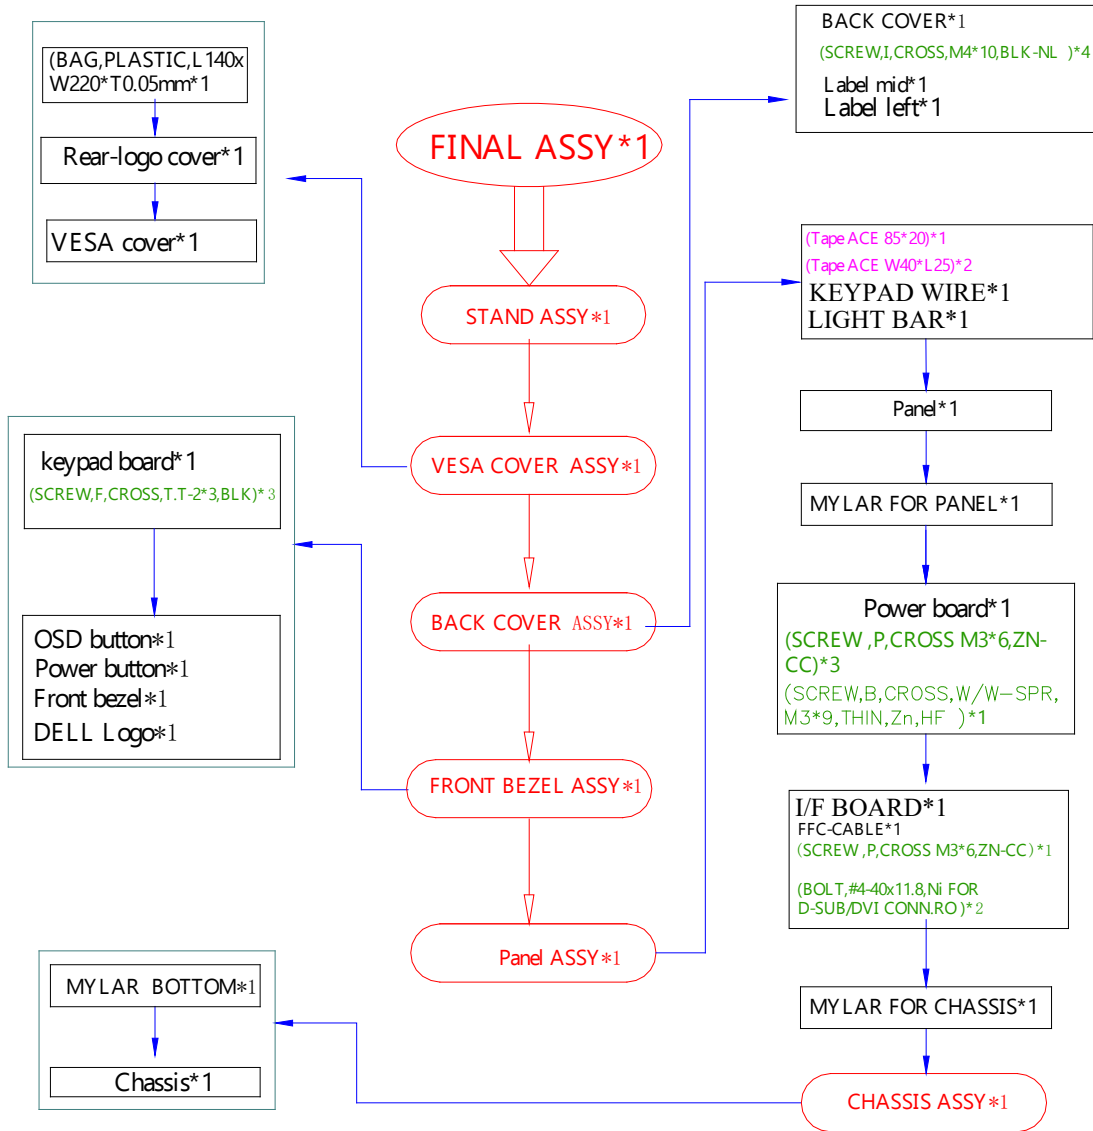 (BAG,PLASTIC,L140x
W220*T0.05mm*1
Rear-logo cover*1
VESA cover*1
FINAL ASSY*1
STAND ASSY*1
VESA COVER ASSY*1
BACK COVER ASSY*1
FRONT BEZEL ASSY*1
Panel ASSY*1
BACK COVER*1
(SCREW,I,CROSS,M4*10,BLK-NL )*4
Label mid*1
Label left*1
keypad board*1
(SCREW,F,CROSS,T.T-2*3,BLK)*3
OSD button*1
Power button*1
Front bezel*1
DELL Logo*1
(Tape ACE 85*20)*1
(Tape ACE W40*L25)*2
KEYPAD WIRE*1
LIGHT BAR*1
Panel*1
MYLAR FOR PANEL*1
Power board*1
(SCREW ,P,CROSS M3*6,ZN-
CC)*3
(SCREW,B,CROSS,W/W-SPR,
M3*9,THIN,Zn,HF )*1
I/F BOARD*1
FFC-CABLE*1
(SCREW ,P,CROSS M3*6,ZN-CC)*1
(BOLT,#4-40x11.8,Ni FOR
D-SUB/DVI CONN.RO )*2
MYLAR FOR CHASSIS*1
CHASSIS ASSY*1
MYLAR BOTTOM*1
Chassis*1